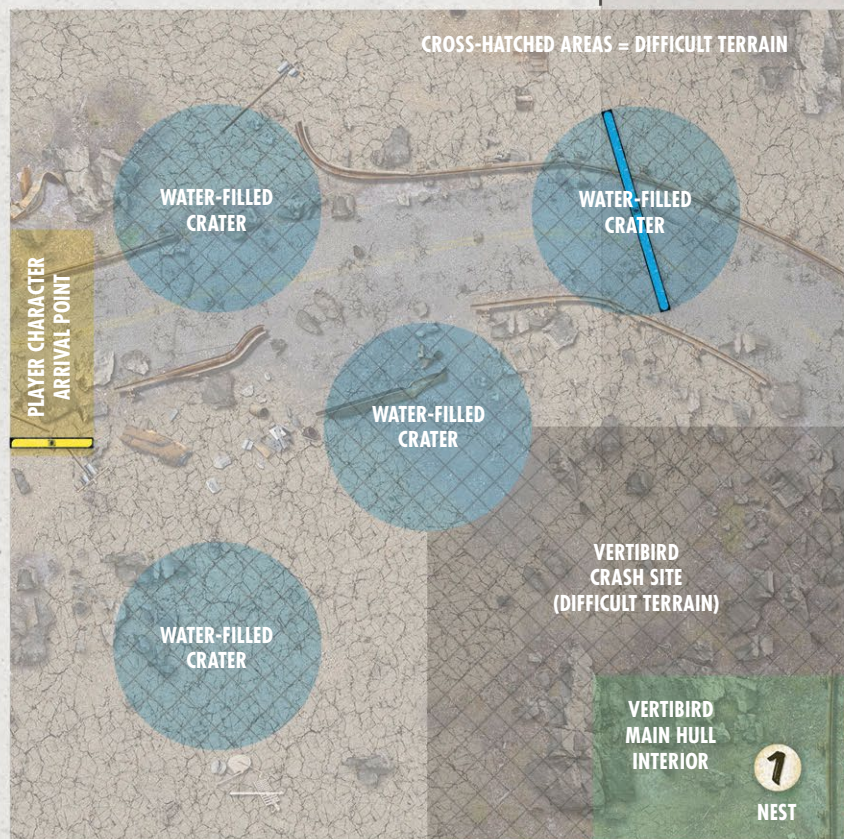 CROSS-HATCHED AREAS = DIFFICULT TERRAIN
WATER-FILLED
CRATER
WATER-FILLED
CRATER
PLAYER CHARACTER
ARRIVAL POINT
WATER-FILLED
CRATER
VERTIBIRD
CRASH SITE
(DIFFICULT TERRAIN)
WATER-FILLED
CRATER
VERTIBIRD
MAIN HULL
INTERIOR
1
NEST